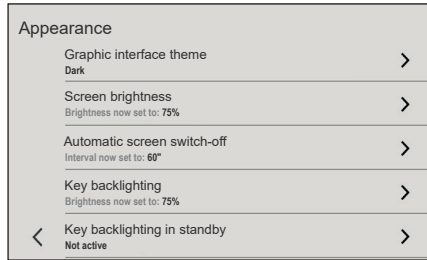 Appearance
Graphic interface theme
Dark
Screen brightness
Brightness now set to: 75%
Automatic screen switch-off
Interval now set to: 60"
Key backlighting
Brightness now set to: 75%
Key backlighting in standby
Not active